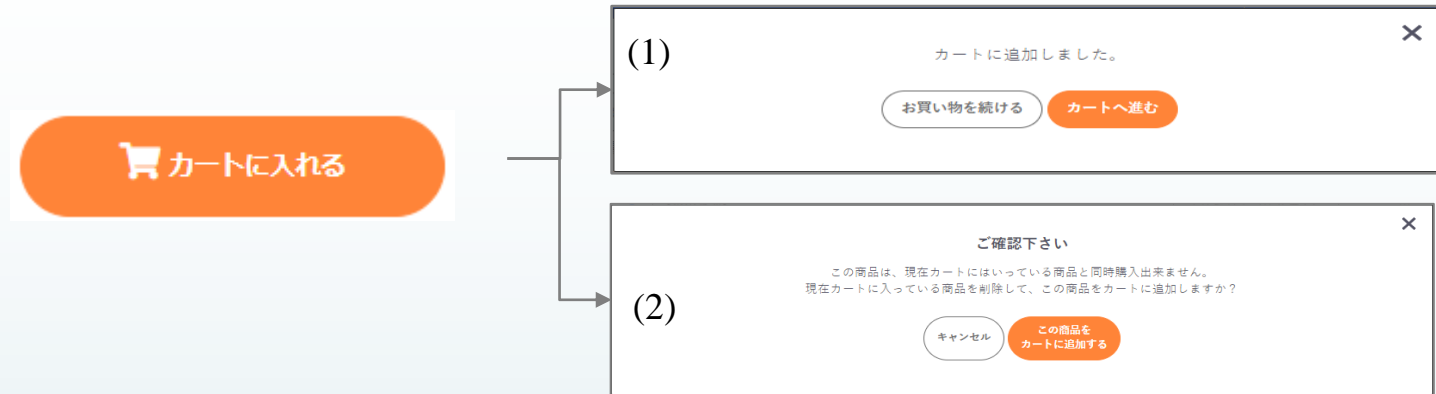 カートに入れる
(1)
カートに追加しました。
お買い物を続ける
カートへ進む
(2)
ご確認下さい
この商品は、現在カートにはいっている商品と同時購入出来ません。
現在カートに入っている商品を削除して、この商品をカートに追加しますか？
キャンセル
この商品を
カートに追加する